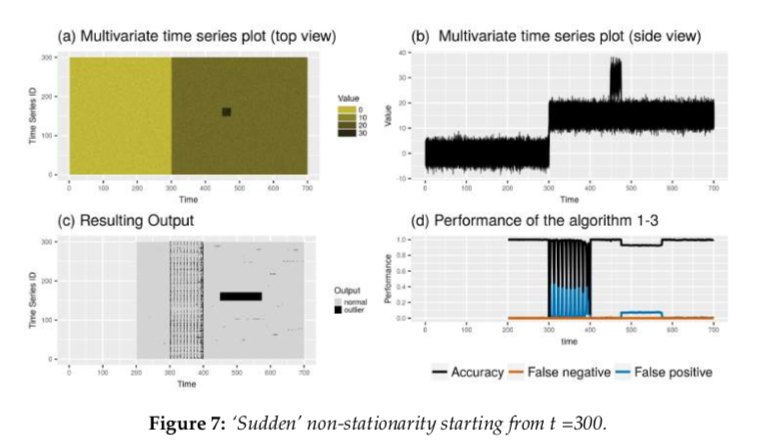 (a) Multivariate time series plot (top view)
300
200
100
0
Time Series ID
0 100 200 300 400 500 600 700
Time
Value
0
10
20
30
(b) Multivariate time series plot (side view)
40
30
20
10
0
-10
Value
0 100 200 300 400 500 600 700
Time
(c) Resulting Output
300
200
100
0
Time Series ID
0 100 200 300 400 500 600 700
Time
Output
normal
outlier
(d) Performance of the algorithm 1-3
1.0
0.8
0.6
0.4
0.2
0.0
Performance
0 100 200 300 400 500 600 700
time
Accuracy False negative False positive
Figure 7: ‘Sudden’ non-stationarity starting from t =300.